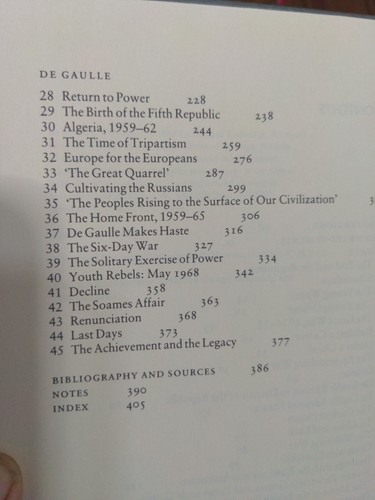 DE GAULLE
28 Return to Power 228
29 The Birth of the Fifth Republic 238
30 Algeria, 1959–62 244
31 The Time of Tripartism 259
32 Europe for the Europeans 276
33 'The Great Quarrel' 287
34 Cultivating the Russians 299
35 'The Peoples Rising to the Surface of Our Civilization'
36 The Home Front, 1959–65 306
37 De Gaulle Makes Haste 316
38 The Six-Day War 327
39 The Solitary Exercise of Power 334
40 Youth Rebels: May 1968 342
41 Decline 358
42 The Soames Affair 363
43 Renunciation 368
44 Last Days 373
45 The Achievement and the Legacy 377
BIBLIOGRAPHY AND SOURCES 386
NOTES 390
INDEX 405